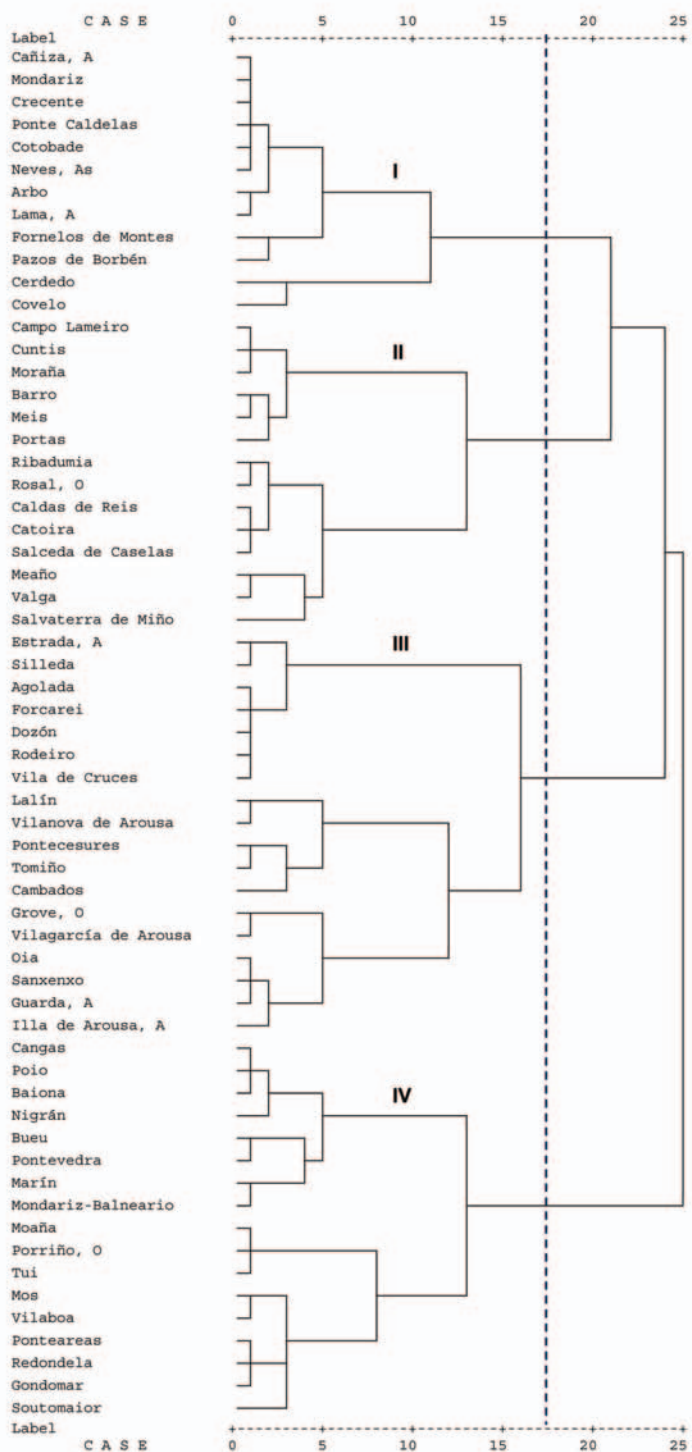 C A S E 0 5 10 15 20 25
Label
Cañiza, A
Mondariz
Crecente
Ponte Caldelas
Cotobade
Neves, As
I
Arbo
Lama, A
Fornelos de Montes
Pazos de Borbén
Cerdedo
Covelo
Campo Lameiro
Cuntis
II
Moraña
Barro
Meis
Portas
Ribadumia
Rosal, O
Caldas de Reis
Catoira
Salceda de Caselas
Meaño
Valga
Salvaterra de Miño
Estrada, A
III
Silleda
Agolada
Forcarei
Dozón
Rodeiro
Vila de Cruces
Lalín
Vilanova de Arousa
Pontecesures
Tomiño
Cambados
Grove, O
Vilagarcía de Arousa
Oia
Sanxenxo
Guarda, A
Illa de Arousa, A
Cangas
Poio
Baiona
IV
Nigrán
Bueu
Pontevedra
Marín
Mondariz-Balneario
Moaña
Porriño, O
Tui
Mos
Vilaboa
Ponteareas
Redondela
Gondomar
Soutomaior
Label
C A S E 0 5 10 15 20 25